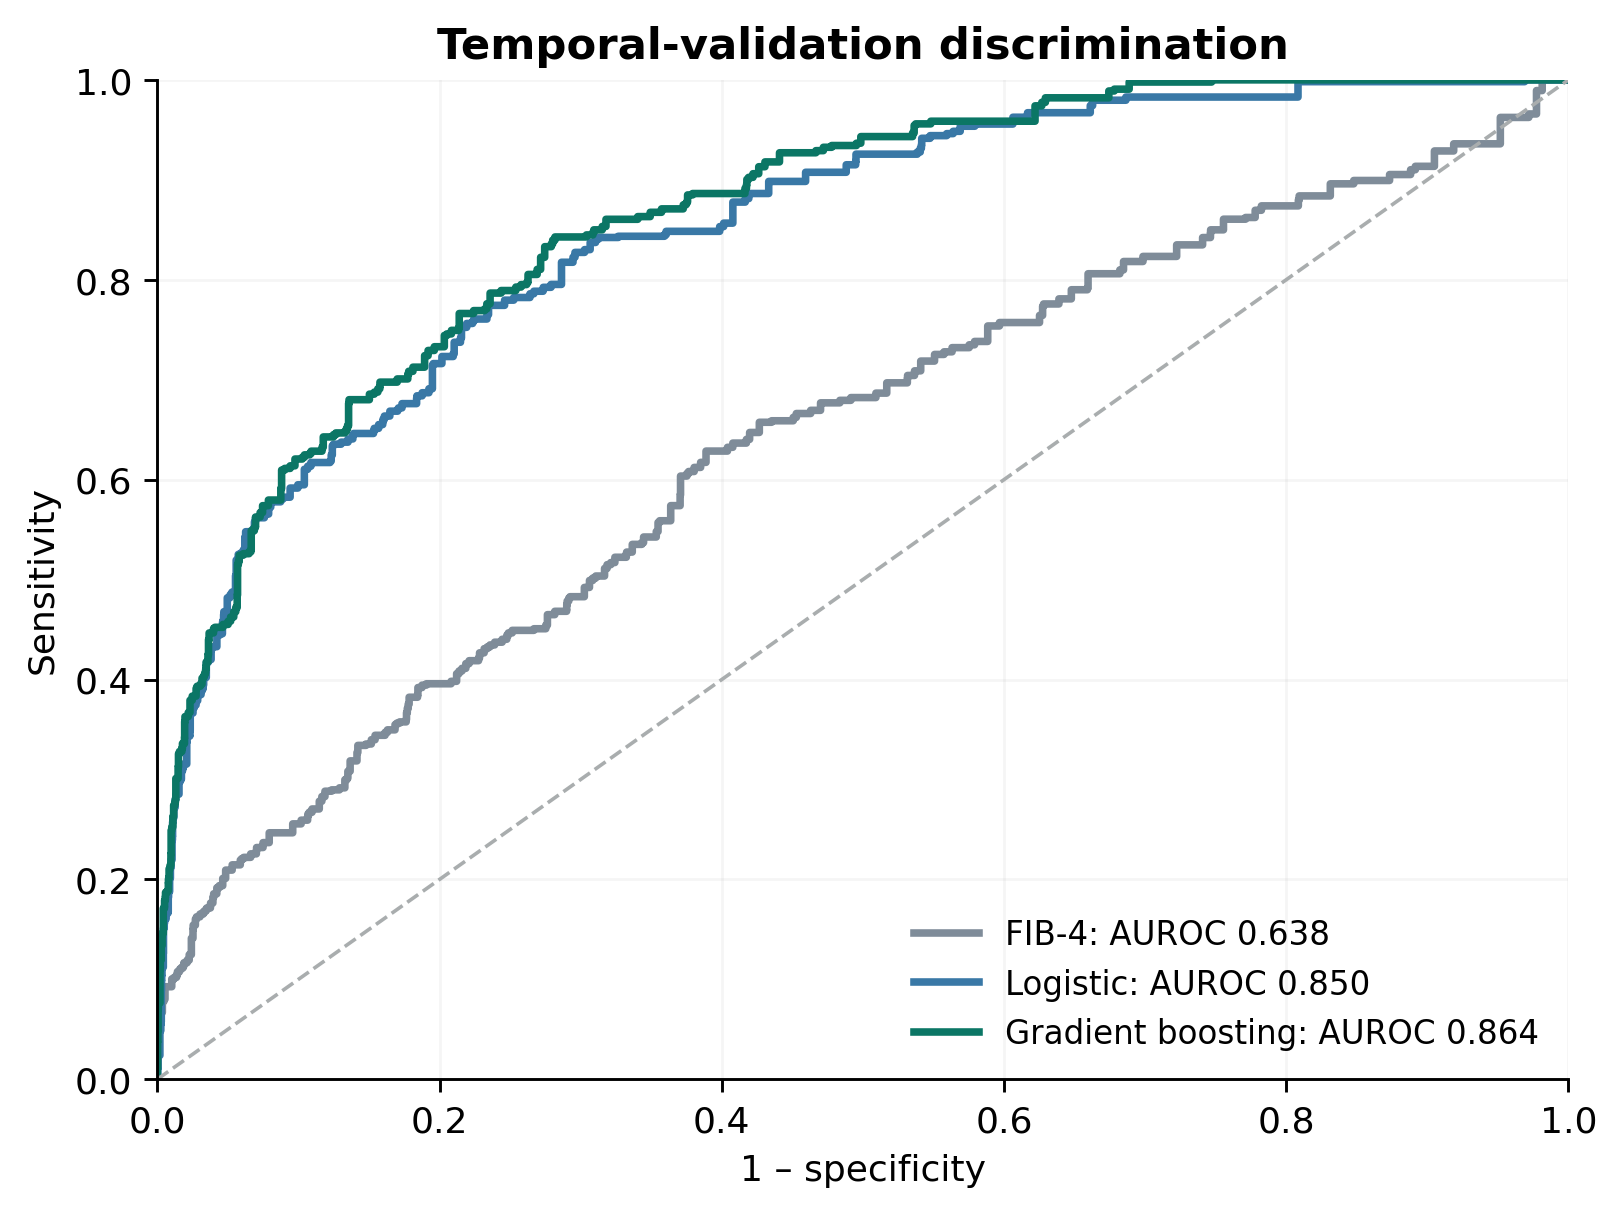 Temporal-validation discrimination
1.0
0.8
0.6
0.4
0.2
0.0
Sensitivity
FIB-4: AUROC 0.638
Logistic: AUROC 0.850
Gradient boosting: AUROC 0.864
0.0 0.2 0.4 0.6 0.8 1.0
1 – specificity